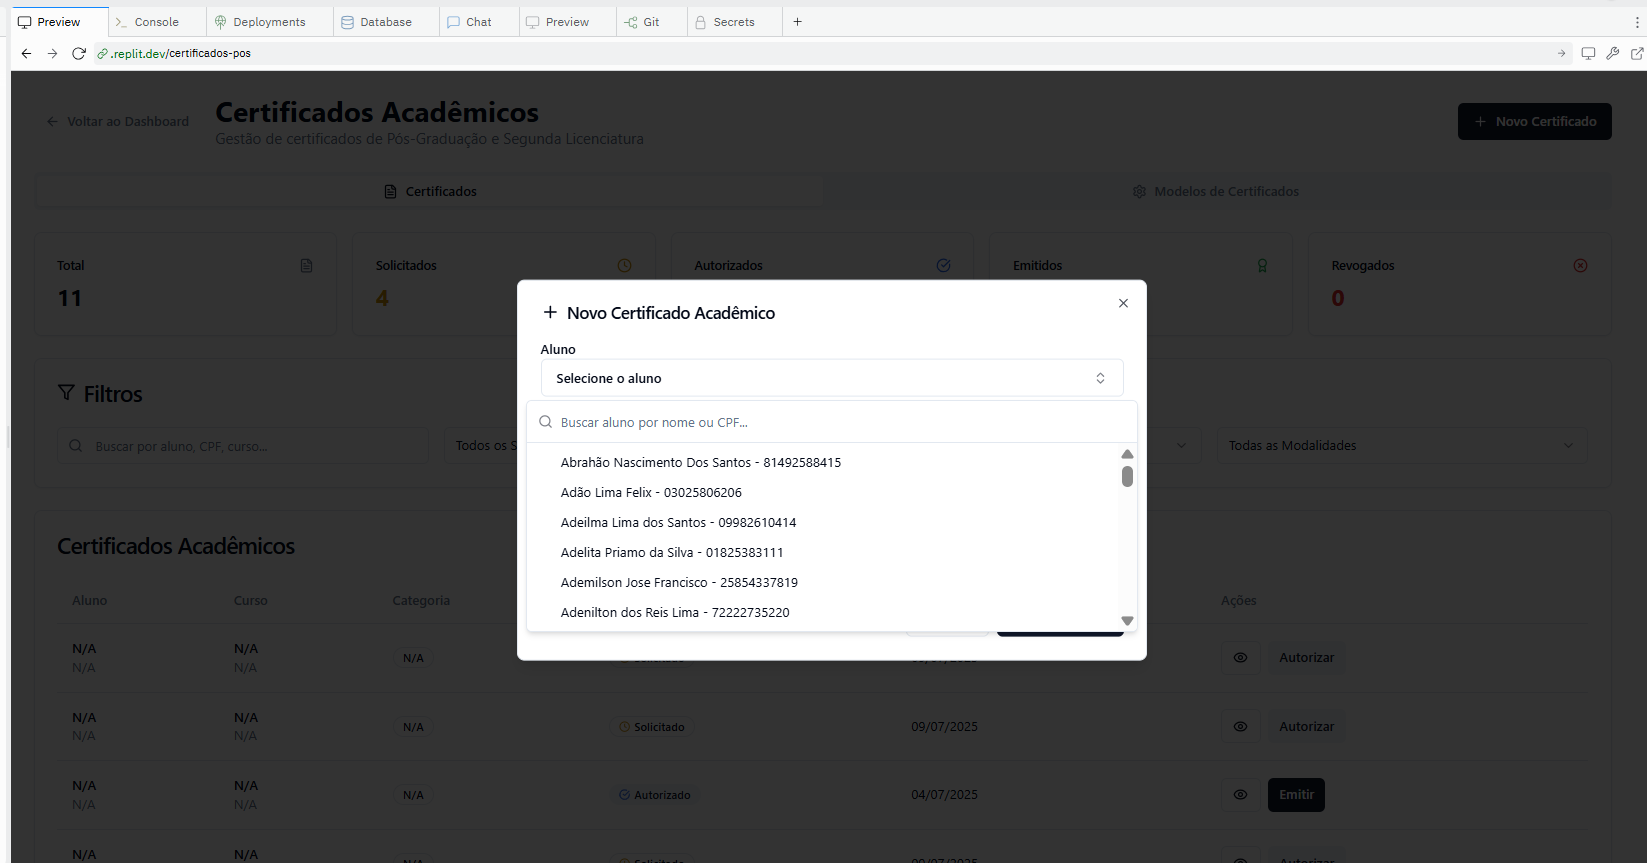 Preview
Console
Deployments
Database
Chat
Preview
Git
Secrets
.replit.dev/certificados-pos
Voltar ao Dashboard
Certificados Acadêmicos
Gestão de certificados de Pós-Graduação e Segunda Licenciatura
Novo Certificado
Certificados
Modelos de Certificados
Total
11
Solicitados
4
Autorizados
Emitidos
Revogados
0
Novo Certificado Acadêmico
Aluno
Selecione o aluno
Buscar aluno por nome ou CPF...
Abrahão Nascimento Dos Santos - 81492588415
Adão Lima Felix - 03025806206
Adeilma Lima dos Santos - 09982610414
Adelita Priamo da Silva - 01825383111
Ademilson Jose Francisco - 25854337819
Adenilton dos Reis Lima - 72222735220
Filtros
Buscar por aluno, CPF, curso...
Todos os S
Todas as Modalidades
Certificados Acadêmicos
Aluno Curso Categoria Ações
N/A N/A
N/A N/A N/A Autorizar
N/A N/A
N/A N/A N/A Solicitado 09/07/2025 Autorizar
N/A N/A
N/A N/A N/A Autorizado 04/07/2025 Emitir
N/A N/A